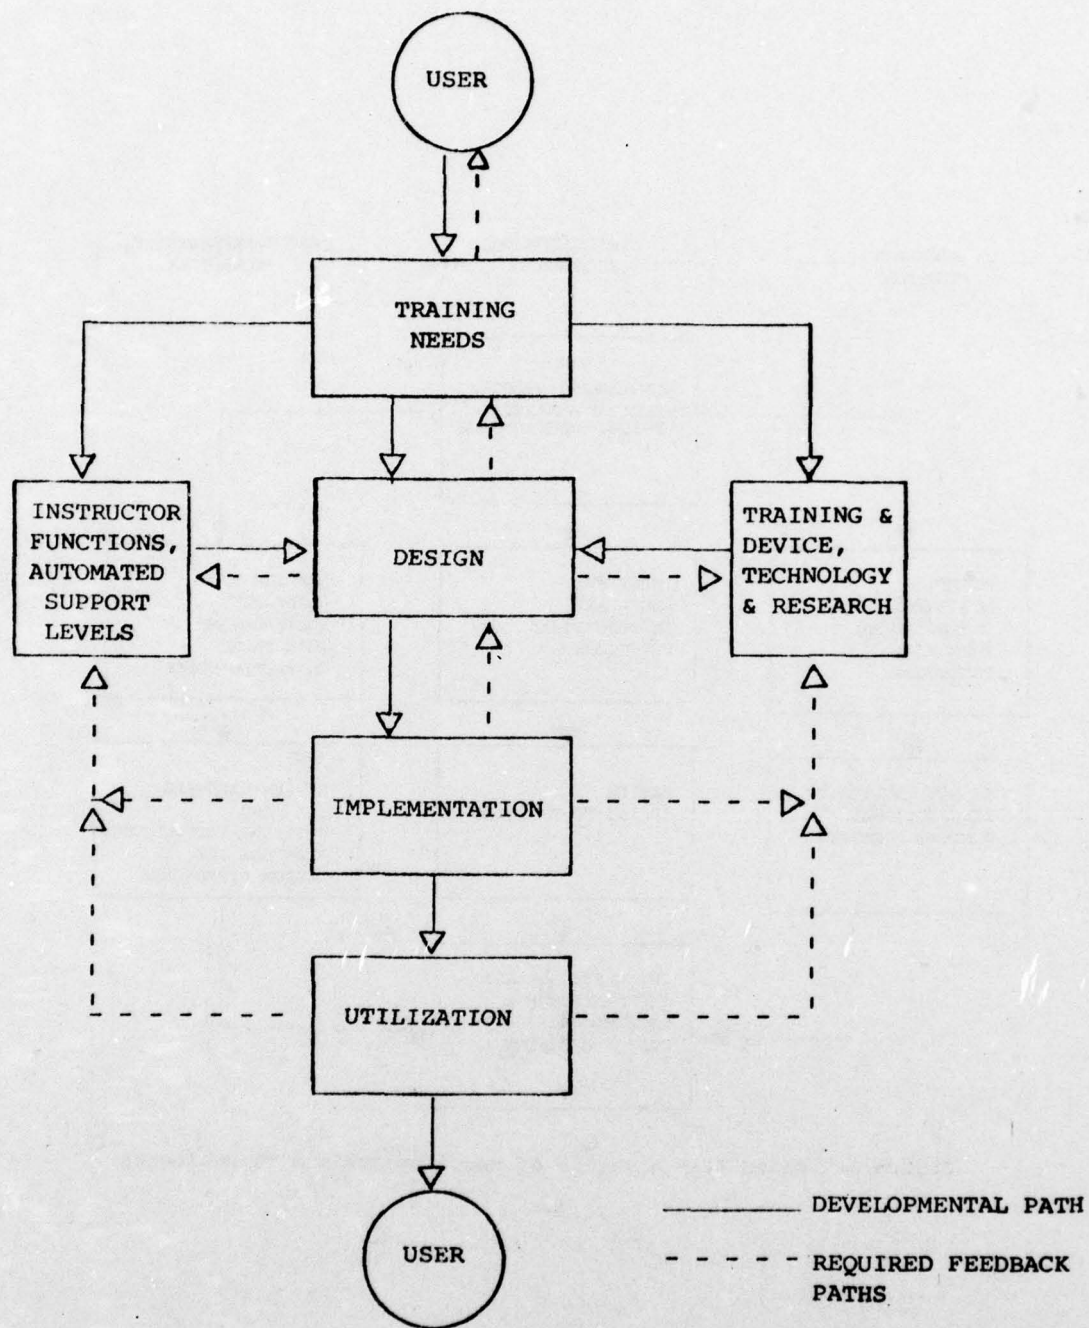 USER
TRAINING
NEEDS
INSTRUCTOR
FUNCTIONS,
AUTOMATED
SUPPORT
LEVELS
DESIGN
TRAINING &
DEVICE,
TECHNOLOGY
& RESEARCH
IMPLEMENTATION
UTILIZATION
USER
DEVELOPMENTAL PATH
REQUIRED FEEDBACK
PATHS